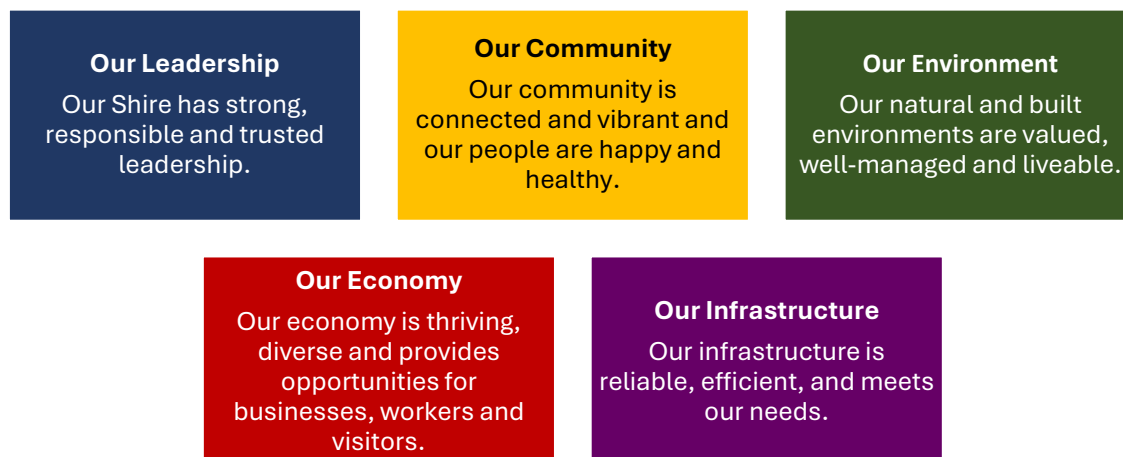 Our Leadership
Our Shire has strong,
responsible and trusted
leadership.
Our Community
Our community is
connected and vibrant and
our people are happy and
healthy.
Our Environment
Our natural and built
environments are valued,
well-managed and liveable.
Our Economy
Our economy is thriving,
diverse and provides
opportunities for
businesses, workers and
visitors.
Our Infrastructure
Our infrastructure is
reliable, efficient, and meets
our needs.